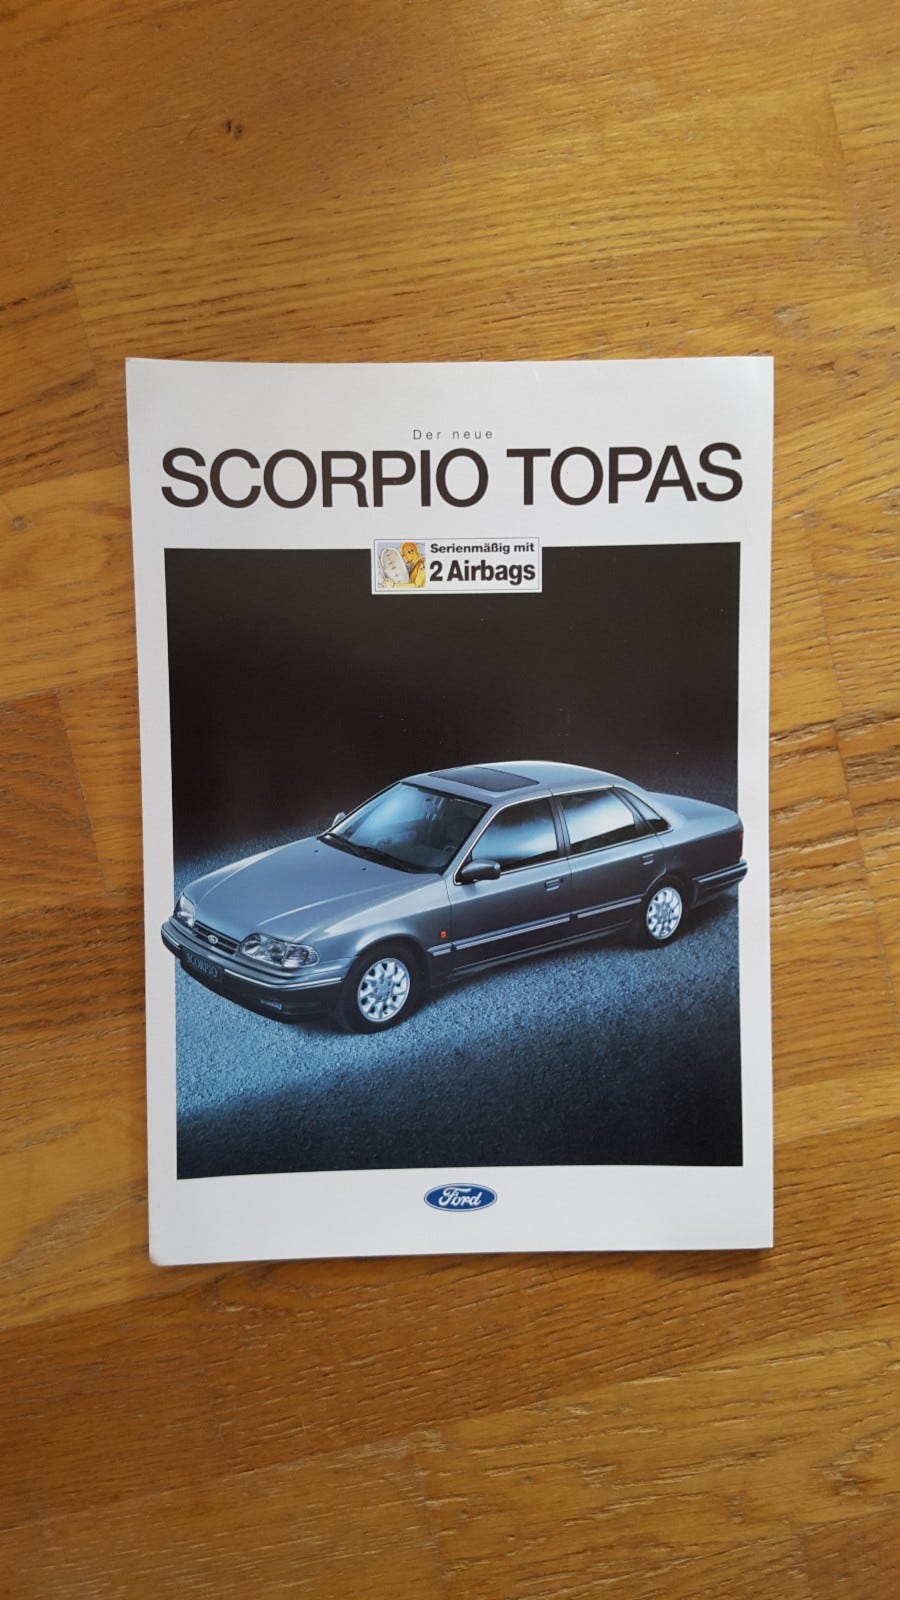 Der neue
SCORPIO TOPAS
Serienmäßig mit
2 Airbags
SCORPIO
Ford